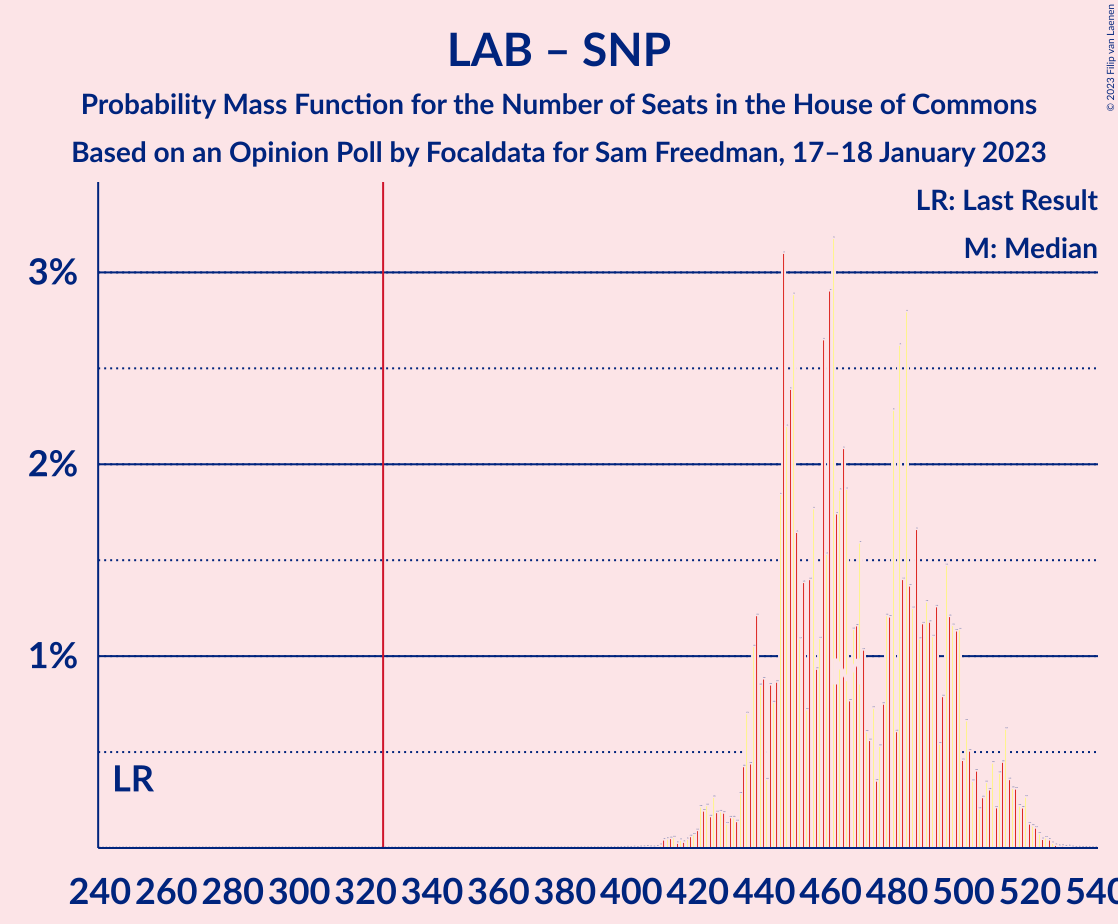 LAB – SNP
Probability Mass Function for the Number of Seats in the House of Commons
Based on an Opinion Poll by Focaldata for Sam Freedman, 17–18 January 2023
© 2023 Filip van Laenen
LR: Last Result
M: Median
3%
2%
1%
LR
240 260 280 300 320 340 360 380 400 420 440 460 480 500 520 540